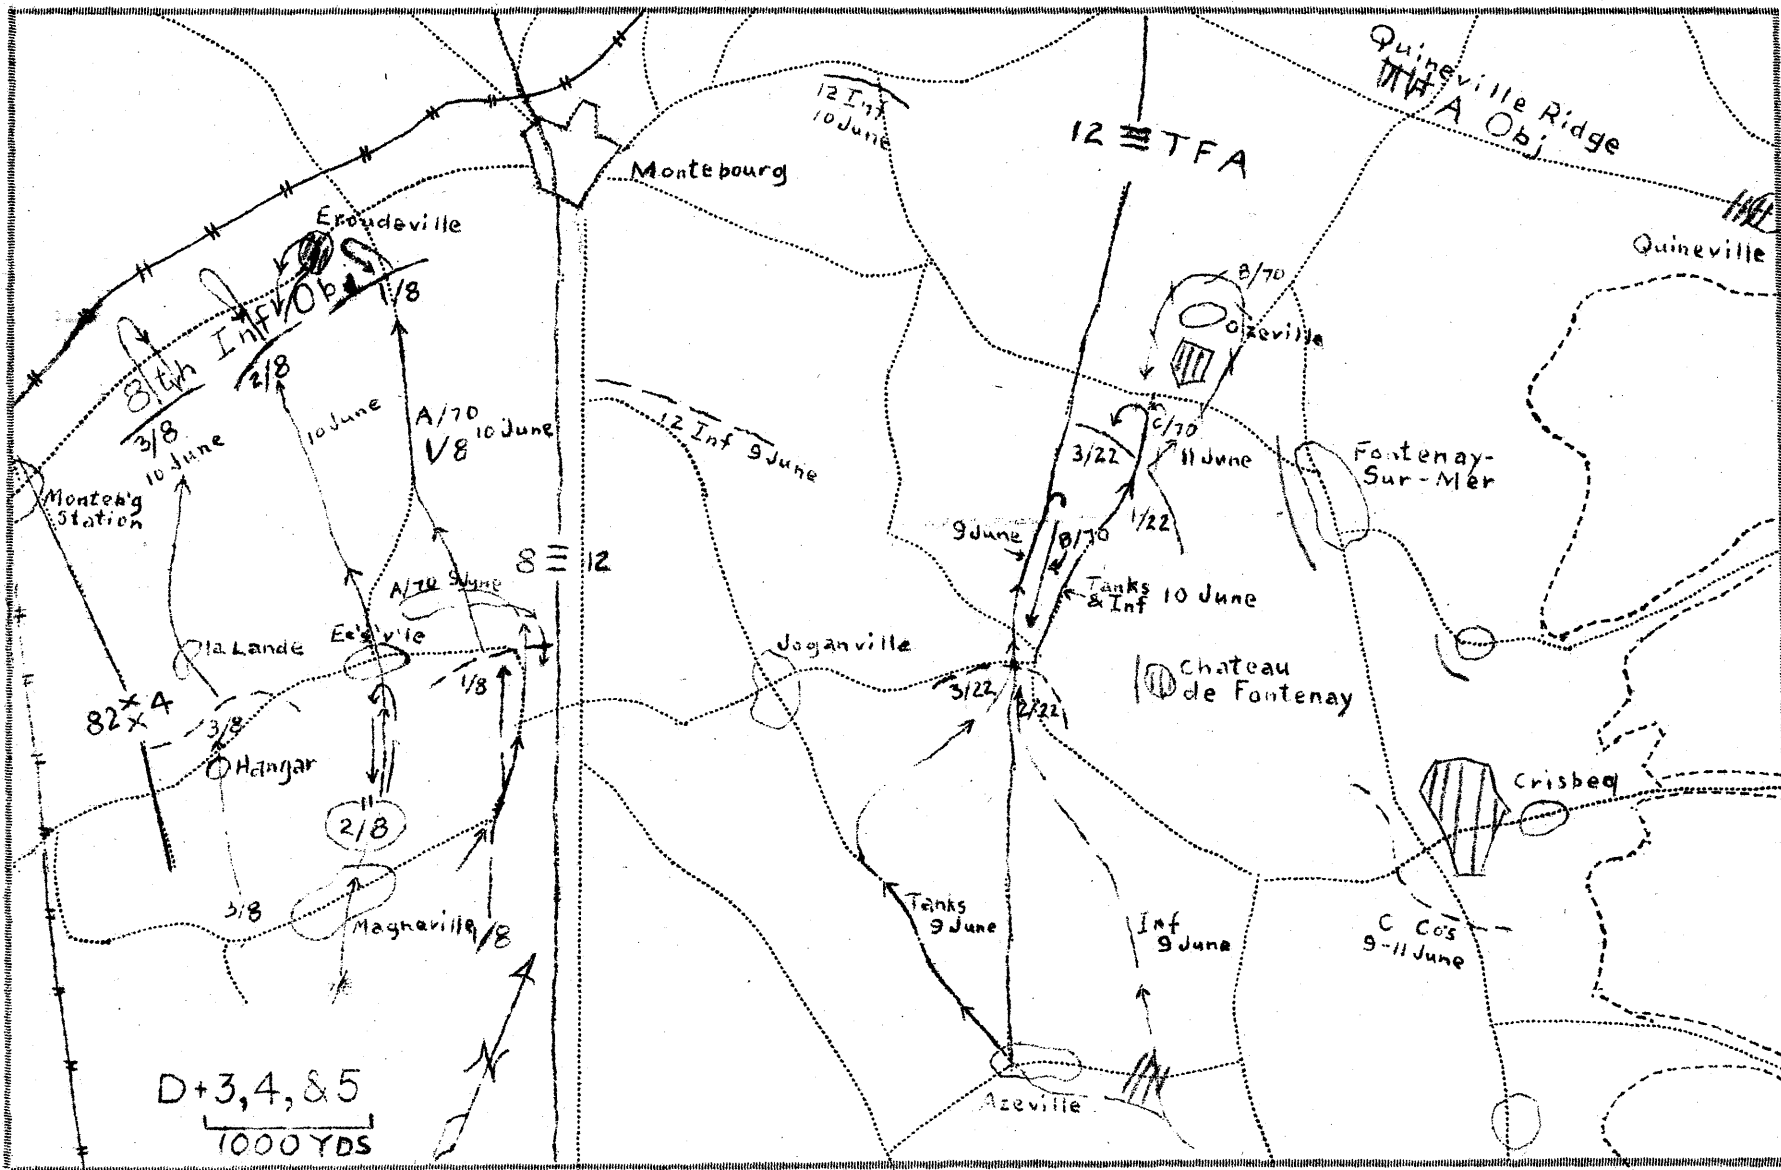 Quineville Ridge
A Obj
12 Inf
10 June
12 TFA
Montebourg
Quineville
Eroudeville
8th Inf Obj
1/8
B/70
Ozeville
2/8
3/8
10 June
10 June
A/70
1/8 10 June
12 Inf 9 June
C/70
3/22
11 June
Fontenay-
Sur-Mer
Monteb'g
Station
1/22
9 June
B/70
8 12
A/70 9 June
Tanks
& Inf 10 June
la Lande
Ec's'v'le
Joganville
1/8
3/22
2/22
Chateau
de Fontenay
82 xx 4
3/8
Hangar
Crisbeq
2/8
3/8
Magneville
1/8
Tanks
9 June
Inf
9 June
C Co's
9-11 June
N
D+3, 4, & 5
1000 YDS
Azeville